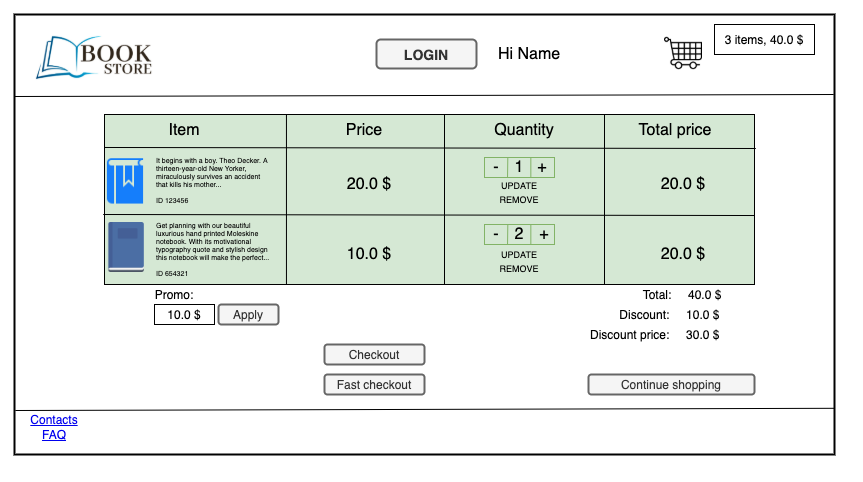 BOOK
STORE
LOGIN
Hi Name
3 items, 40.0 $
Item
Price
Quantity
Total price
It begins with a boy. Theo Decker. A
thirteen-year-old New Yorker,
miraculously survives an accident
that kills his mother...
ID 123456
20.0 $
- 1 +
UPDATE
REMOVE
20.0 $
Get planning with our beautiful
luxurious hand printed Moleskine
notebook. With its motivational
typography quote and stylish design
this notebook will make the perfect...
ID 654321
10.0 $
- 2 +
UPDATE
REMOVE
20.0 $
Promo:
10.0 $
Apply
Total: 40.0 $
Discount: 10.0 $
Discount price: 30.0 $
Checkout
Fast checkout
Continue shopping
Contacts
FAQ